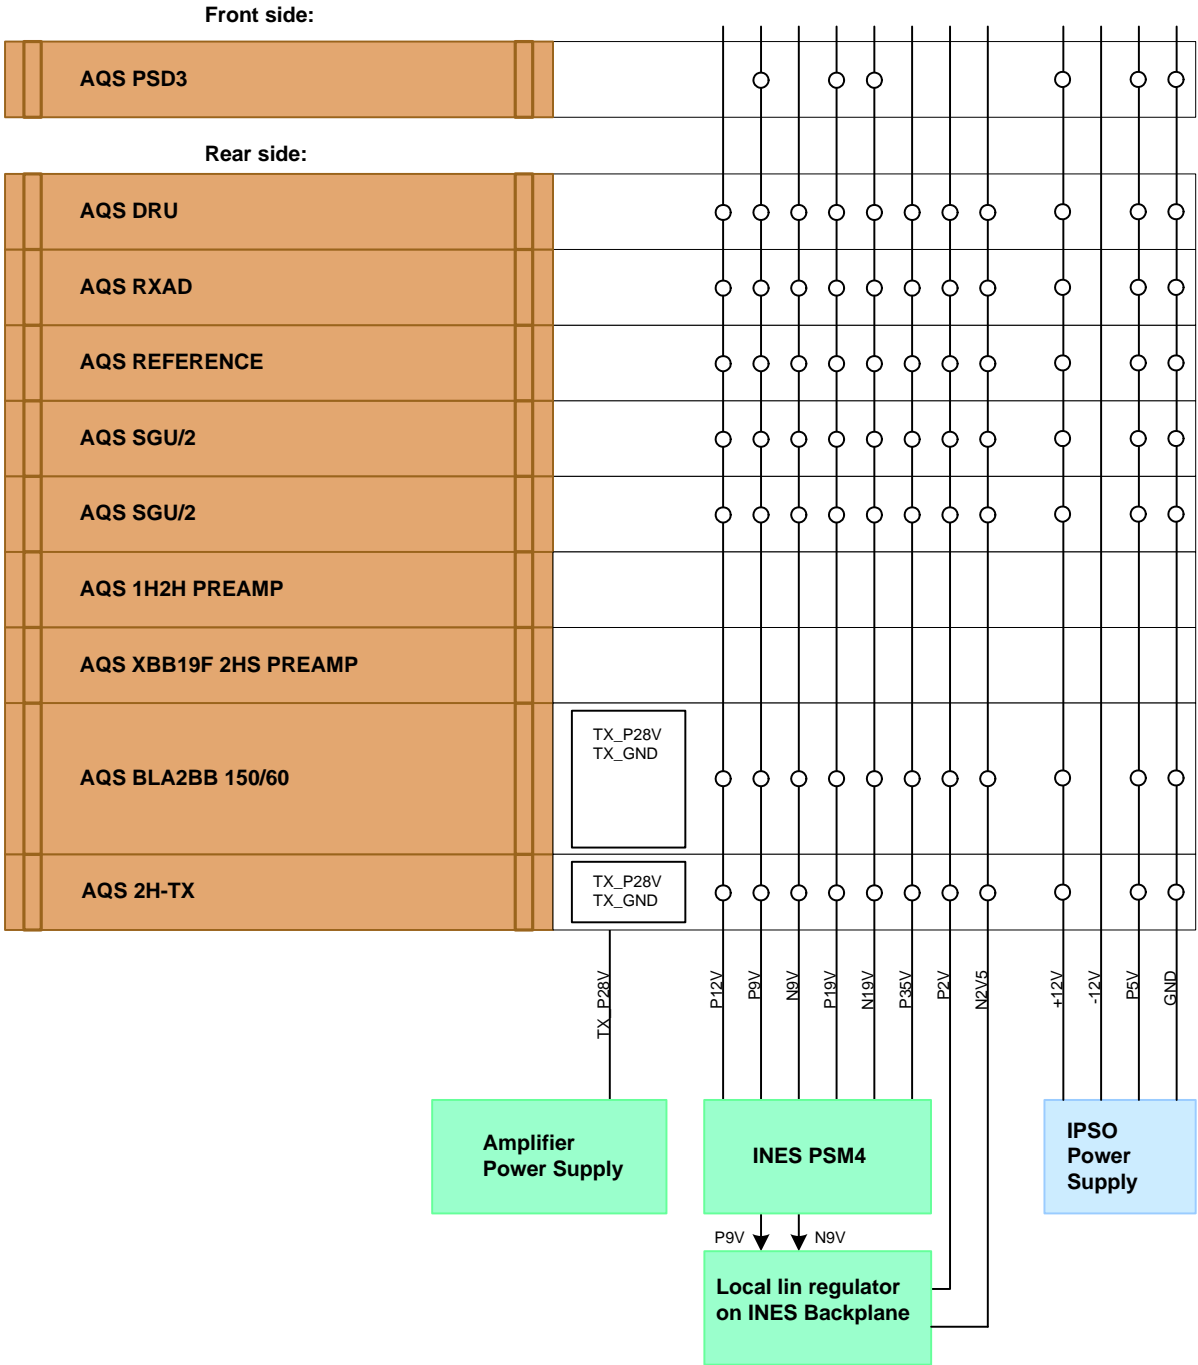 Front side:
AQS PSD3
Rear side:
AQS DRU
AQS RXAD
AQS REFERENCE
AQS SGU/2
AQS SGU/2
AQS 1H2H PREAMP
AQS XBB19F 2HS PREAMP
TX_P28V
TX_GND
AQS BLA2BB 150/60
AQS 2H-TX
TX_P28V
TX_GND
TX_P28V
P12V
P9V
N9V
P19V
N19V
P35V
P2V
N2V5
+12V
-12V
P5V
GND
Amplifier
Power Supply
INES PSM4
IPSO
Power
Supply
P9V
N9V
Local lin regulator
on INES Backplane